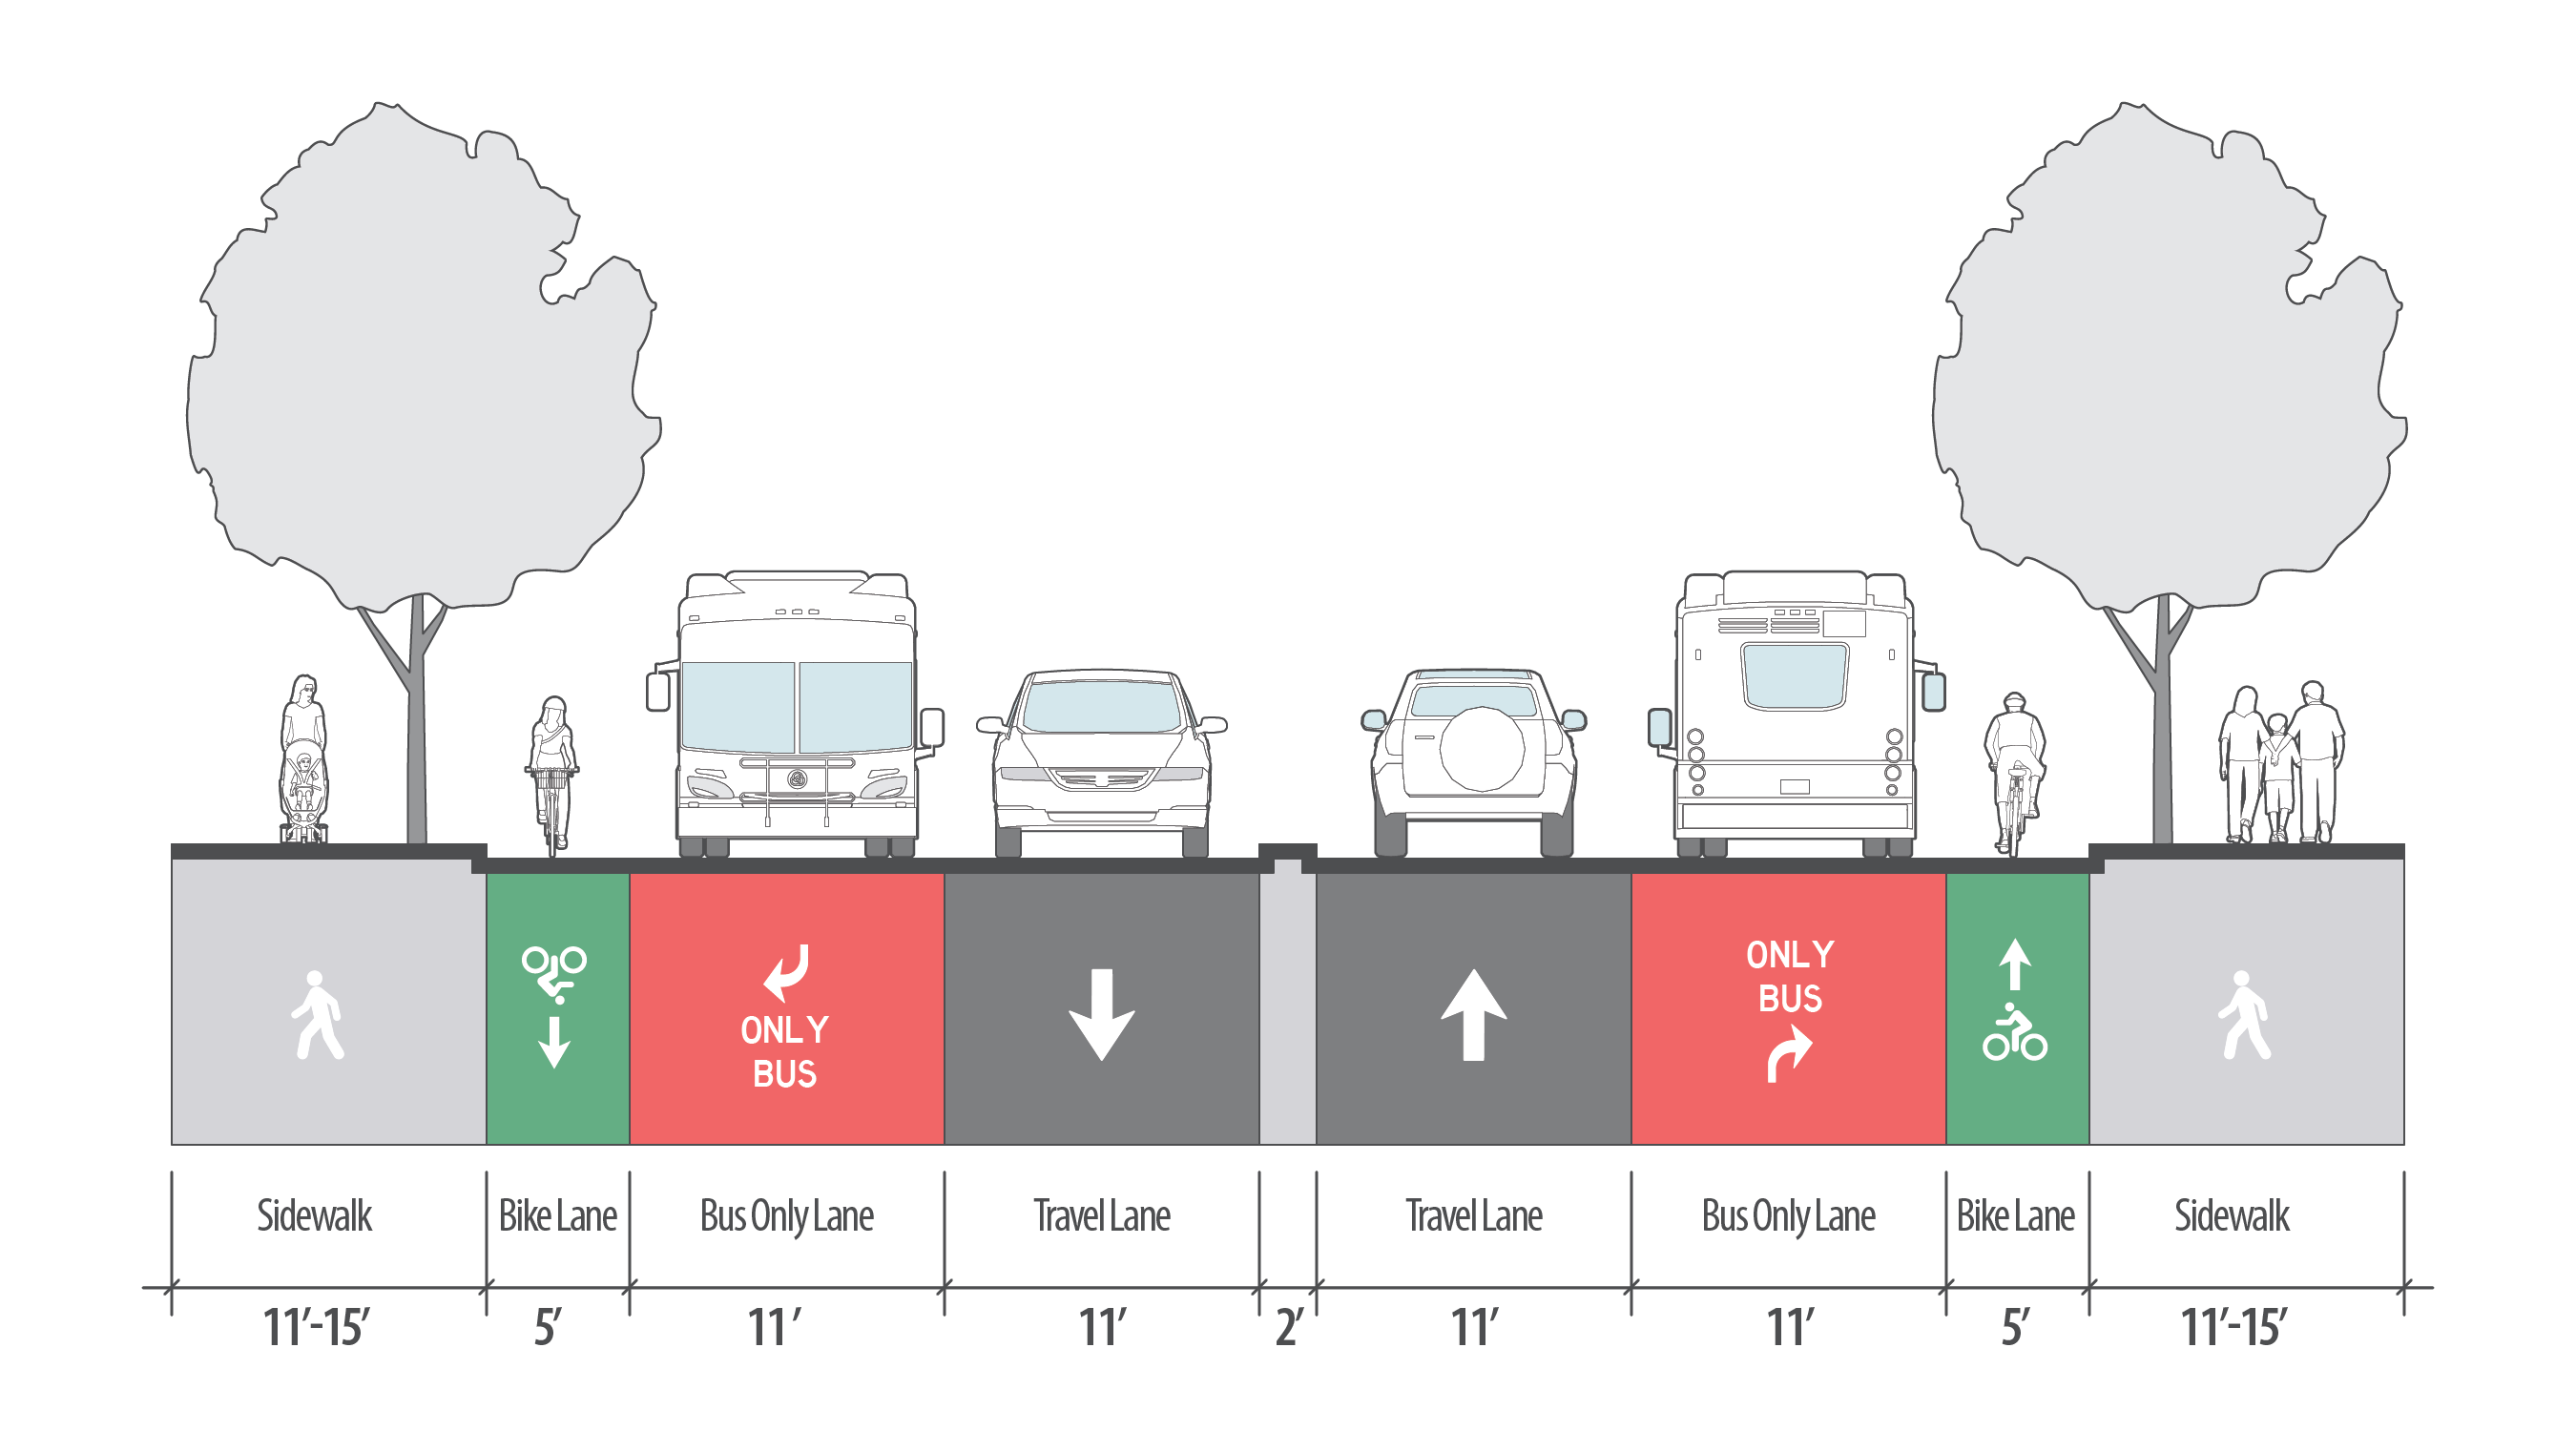 ONLY
BUS
ONLY
BUS
Sidewalk
Bike Lane
Bus Only Lane
Travel Lane
Travel Lane
Bus Only Lane
Bike Lane
Sidewalk
11’-15’
5’
11 ’
11’
2’
11’
11’
5’
11’-15’